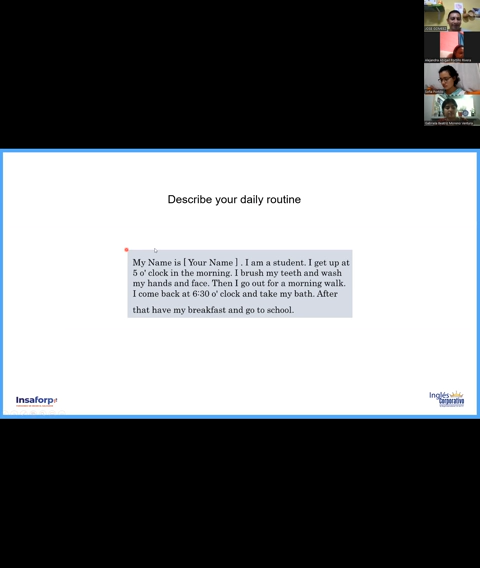 Describe your daily routine
My Name is [ Your Name ] . I am a student. I get up at
5 o' clock in the morning. I brush my teeth and wash
my hands and face. Then I go out for a morning walk.
I come back at 6:30 o' clock and take my bath. After
that have my breakfast and go to school.
Insaforp
Inglés
Corporativo